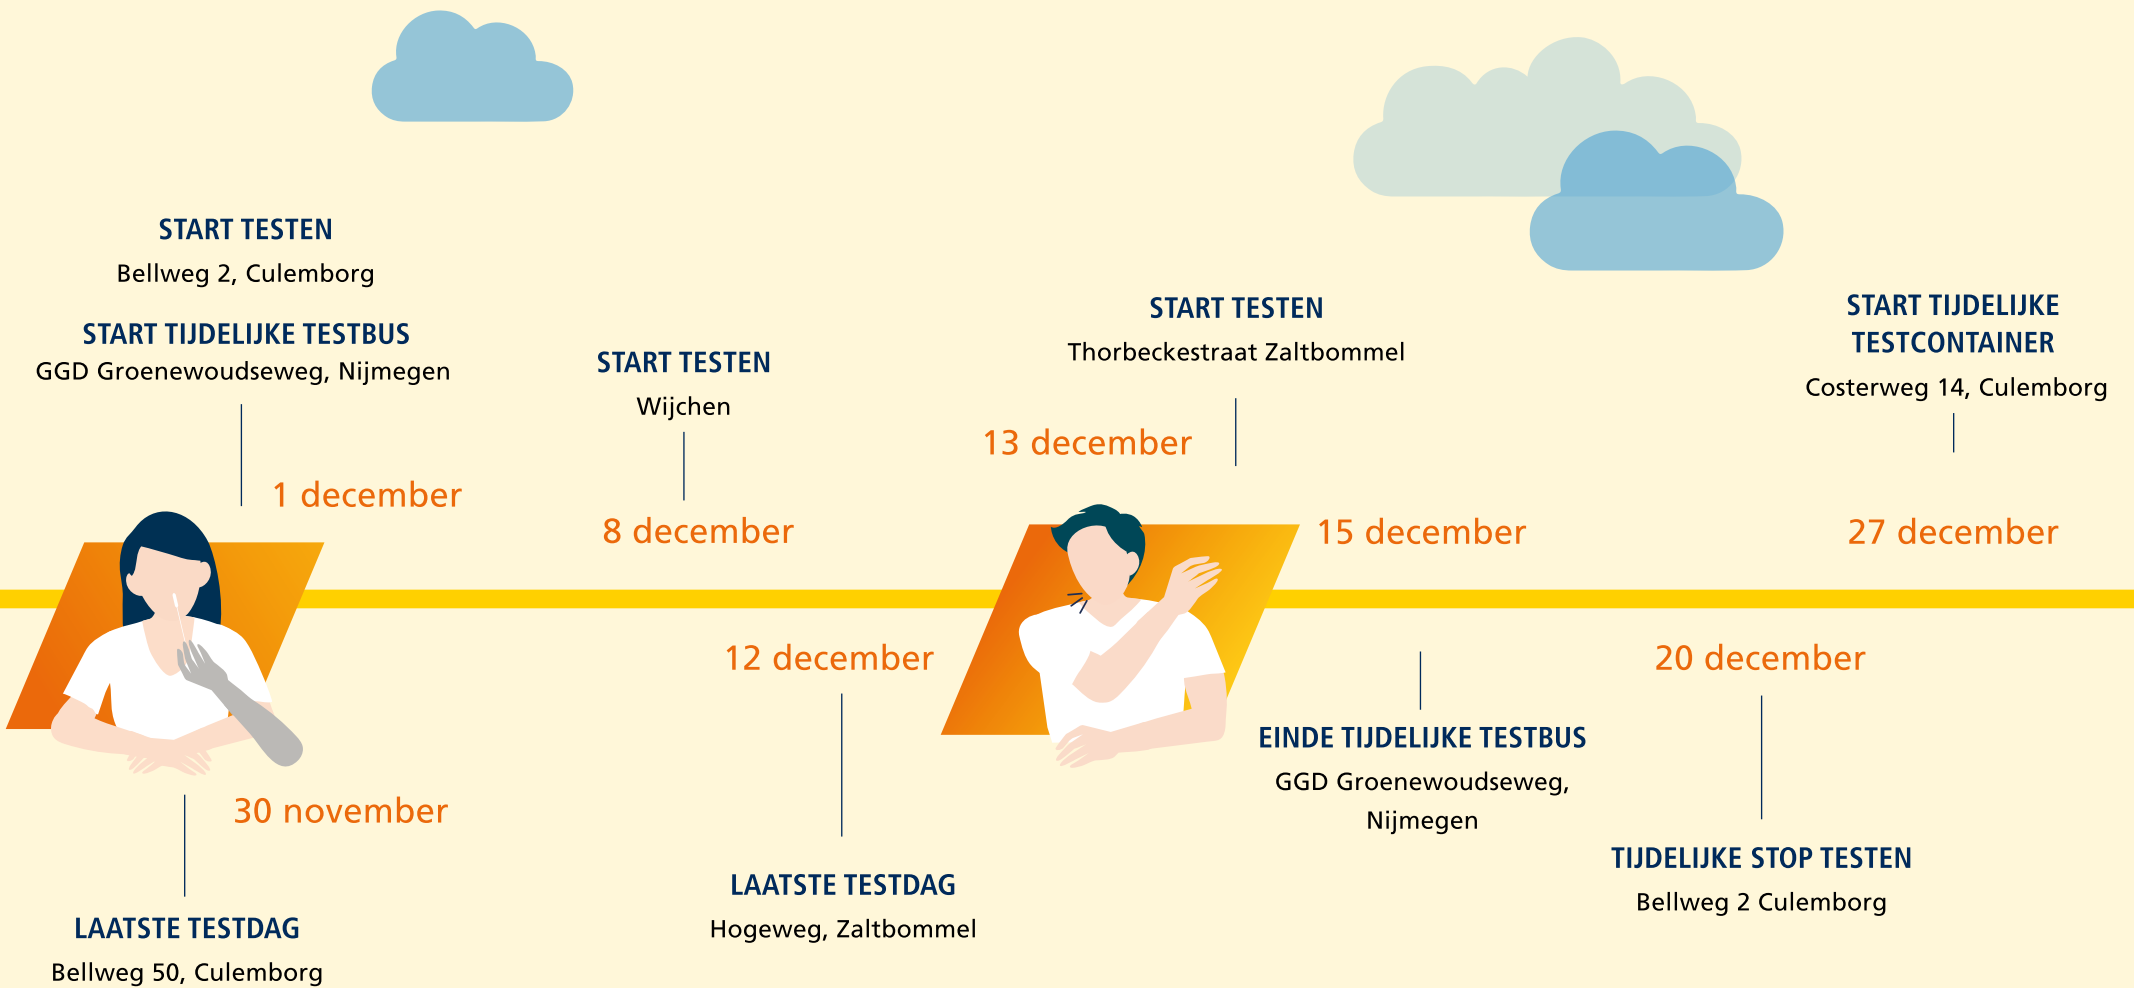 START TESTEN
Bellweg 2, Culemborg
START TIJDELIJKE TESTBUS
GGD Groenewoudseweg, Nijmegen
1 december
30 november
LAATSTE TESTDAG
Bellweg 50, Culemborg
START TESTEN
Wijchen
8 december
12 december
LAATSTE TESTDAG
Hogeweg, Zaltbommel
START TESTEN
Thorbeckestraat Zaltbommel
13 december
15 december
EINDE TIJDELIJKE TESTBUS
GGD Groenewoudseweg,
Nijmegen
20 december
TIJDELIJKE STOP TESTEN
Bellweg 2 Culemborg
START TIJDELIJKE
TESTCONTAINER
Costerweg 14, Culemborg
27 december